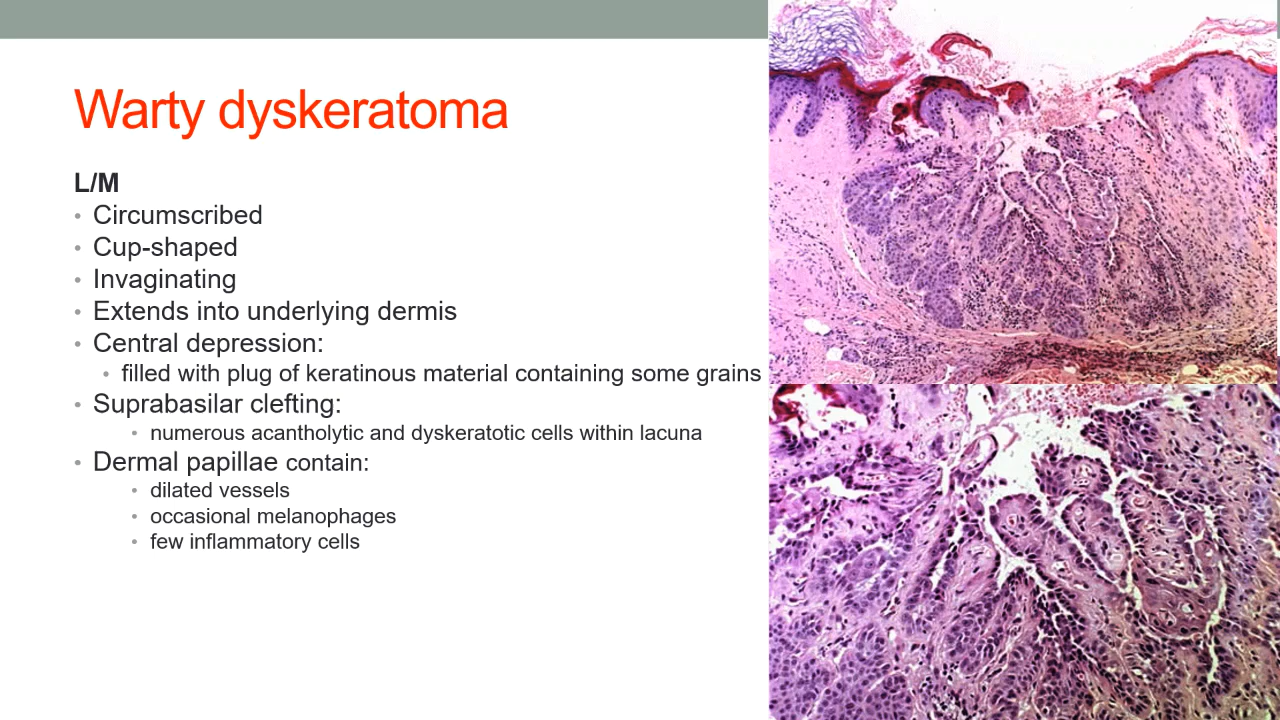 Warty dyskeratoma
L/M
• Circumscribed
• Cup-shaped
• Invaginating
• Extends into underlying dermis
• Central depression:
• filled with plug of keratinous material containing some grains
• Suprabasilar clefting:
• numerous acantholytic and dyskeratotic cells within lacuna
• Dermal papillae contain:
• dilated vessels
• occasional melanophages
• few inflammatory cells